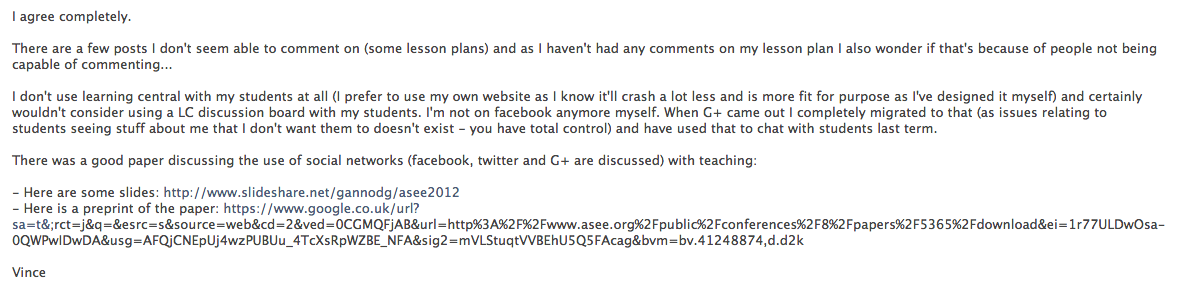 I agree completely.
There are a few posts I don't seem able to comment on (some lesson plans) and as I haven't had any comments on my lesson plan I also wonder if that's because of people not being
capable of commenting...
I don't use learning central with my students at all (I prefer to use my own website as I know it'll crash a lot less and is more fit for purpose as I've designed it myself) and certainly
wouldn't consider using a LC discussion board with my students. I'm not on facebook anymore myself. When G+ came out I completely migrated to that (as issues relating to
students seeing stuff about me that I don't want them to doesn't exist - you have total control) and have used that to chat with students last term.
There was a good paper discussing the use of social networks (facebook, twitter and G+ are discussed) with teaching:
- Here are some slides: http://www.slideshare.net/gannodg/asee2012
- Here is a preprint of the paper: https://www.google.co.uk/url?
sa=t&;rct=j&q=&esrc=s&source=web&cd=2&ved=0CGMQFjAB&url=http%3A%2F%2Fwww.asee.org%2Fpublic%2Fconferences%2F8%2Fpapers%2F5365%2Fdownload&ei=1r77ULDwOsa-
0QWPwIDwDA&usg=AFQjCNEpUj4wzPUBUu_4TcXsRpWZBE_NFA&sig2=mVLStuqtVVBEhU5Q5FAcag&bvm=bv.41248874,d.d2k
Vince